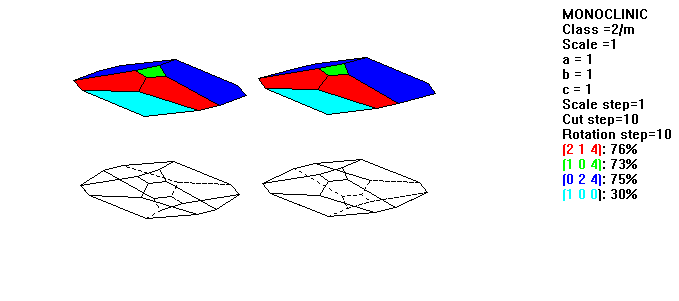 MONOCLINIC
Class =2/m
Scale =1
a = 1
b = 1
c = 1
Scale step=1
Cut step=10
Rotation step=10
(2 1 4): 76%
(1 0 4): 73%
(0 2 4): 75%
(1 0 0): 30%